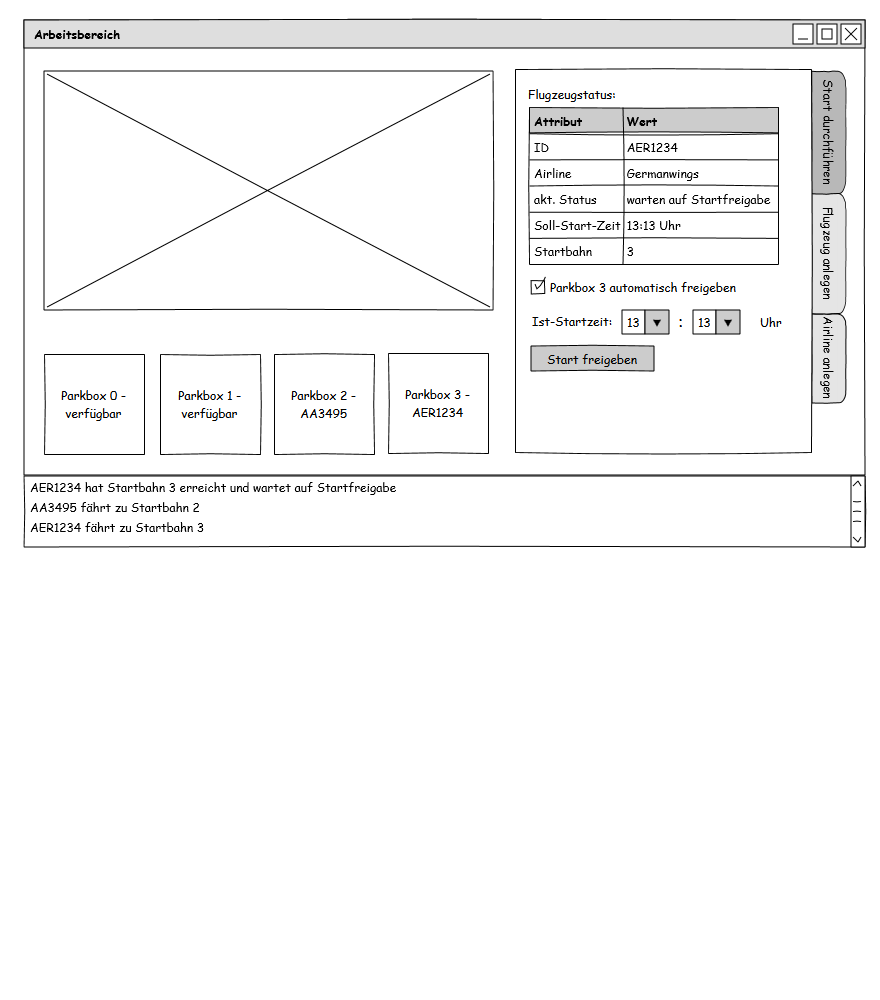 Arbeitsbereich
Flugzeugstatus:
Attribut Wert
ID AER1234
Airline Germanwings
akt. Status warten auf Startfreigabe
Soll-Start-Zeit 13:13 Uhr
Startbahn 3
Parkbox 3 automatisch freigeben
Ist-Startzeit: 13 : 13 Uhr
Start freigeben
Start durchführen
Flugzeug anlegen
Airline anlegen
Parkbox 0 -
verfügbar
Parkbox 1 -
verfügbar
Parkbox 2 -
AA3495
Parkbox 3 -
AER1234
AER1234 hat Startbahn 3 erreicht und wartet auf Startfreigabe
AA3495 fährt zu Startbahn 2
AER1234 fährt zu Startbahn 3